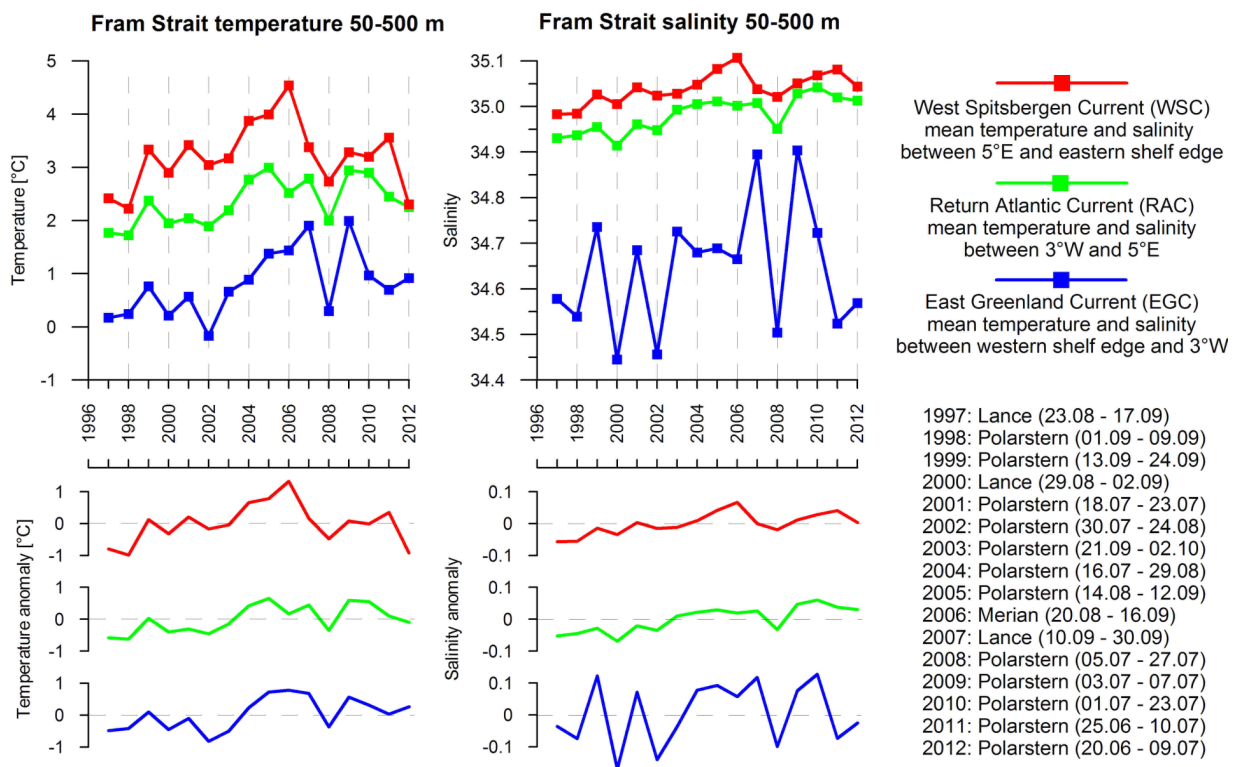 Fram Strait temperature 50-500 m
Temperature [°C]
5
4
3
2
1
0
-1
1996
1998
2000
2002
2004
2006
2008
2010
2012
Fram Strait salinity 50-500 m
Salinity
35.1
35.0
34.9
34.8
34.7
34.6
34.5
34.4
1996
1998
2000
2002
2004
2006
2008
2010
2012
West Spitsbergen Current (WSC)
mean temperature and salinity
between 5°E and eastern shelf edge
Return Atlantic Current (RAC)
mean temperature and salinity
between 3°W and 5°E
East Greenland Current (EGC)
mean temperature and salinity
between western shelf edge and 3°W
Temperature anomaly [°C]
1
0
-1
1
0
-1
1
0
-1
Salinity anomaly
0.1
0
-0.1
0.1
0
-0.1
0.1
0
-0.1
1997: Lance (23.08 - 17.09)
1998: Polarstern (01.09 - 09.09)
1999: Polarstern (13.09 - 24.09)
2000: Lance (29.08 - 02.09)
2001: Polarstern (18.07 - 23.07)
2002: Polarstern (30.07 - 24.08)
2003: Polarstern (21.09 - 02.10)
2004: Polarstern (16.07 - 29.08)
2005: Polarstern (14.08 - 12.09)
2006: Merian (20.08 - 16.09)
2007: Lance (10.09 - 30.09)
2008: Polarstern (05.07 - 27.07)
2009: Polarstern (03.07 - 07.07)
2010: Polarstern (01.07 - 23.07)
2011: Polarstern (25.06 - 10.07)
2012: Polarstern (20.06 - 09.07)